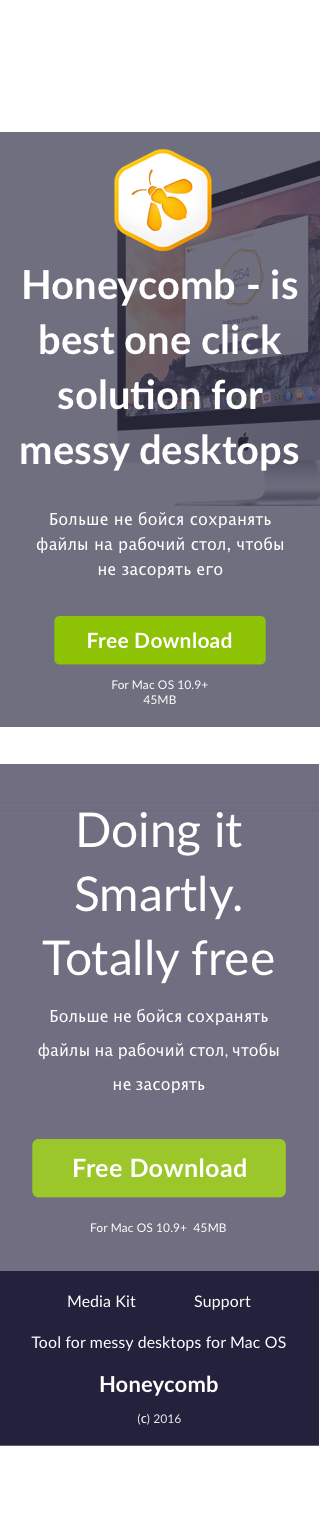 254
Honeycomb - is
best one click
solution for
messy desktops
Больше не бойся сохранять
файлы на рабочий стол, чтобы
не засорять его
Free Download
For Mac OS 10.9+
45MB
Doing it
Smartly.
Totally free
Больше не бойся сохранять
файлы на рабочий стол, чтобы
не засорять
Free Download
For Mac OS 10.9+ 45MB
Media Kit Support
Tool for messy desktops for Mac OS
Honeycomb
(c) 2016